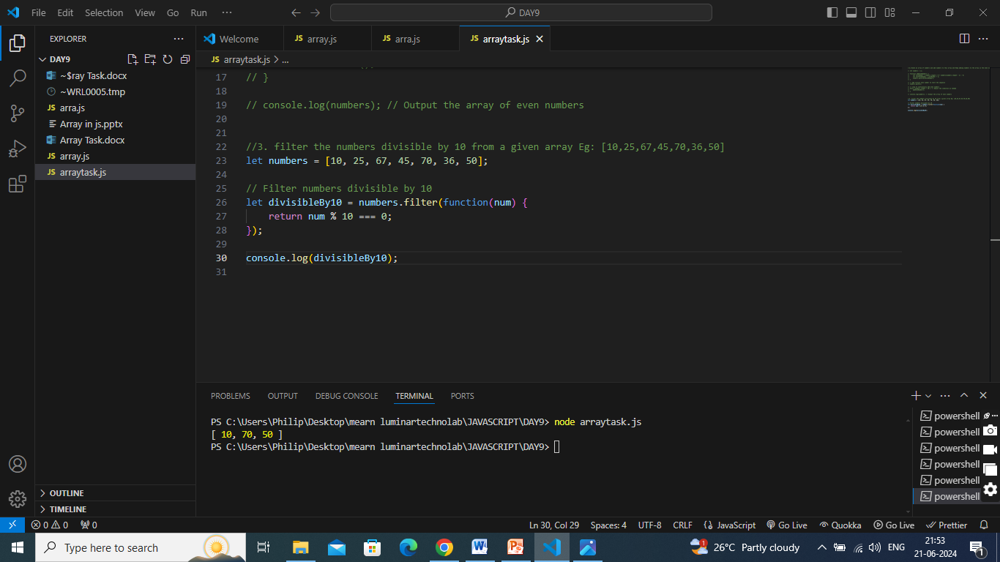 File Edit Selection View Go Run ··· DAY9
EXPLORER ···
DAY9
~$ray Task.docx
~WRL0005.tmp
JS arra.js
Array in js.pptx
Array Task.docx
JS array.js
JS arraytask.js
OUTLINE
TIMELINE
Welcome JS array.js JS arra.js JS arraytask.js
JS arraytask.js > ...
17 // }
18
19 // console.log(numbers); // Output the array of even numbers
20
21
22 //3. filter the numbers divisible by 10 from a given array Eg: [10,25,67,45,70,36,50]
23 let numbers = [10, 25, 67, 45, 70, 36, 50];
24
25 // Filter numbers divisible by 10
26 let divisibleBy10 = numbers.filter(function(num) {
27 return num % 10 === 0;
28 });
29
30 console.log(divisibleBy10);
31
PROBLEMS OUTPUT DEBUG CONSOLE TERMINAL PORTS
PS C:\Users\Philip\Desktop\mearn luminartechnolab\JAVASCRIPT\DAY9> node arraytask.js
[ 10, 70, 50 ]
PS C:\Users\Philip\Desktop\mearn luminartechnolab\JAVASCRIPT\DAY9>
powershell
powershell
powershell
powershell
powershell
powershell
0 0 0 Ln 30, Col 29 Spaces: 4 UTF-8 CRLF {} JavaScript Go Live Quokka Go Live Prettier
Type here to search 26°C Partly cloudy ENG 21:53
21-06-2024